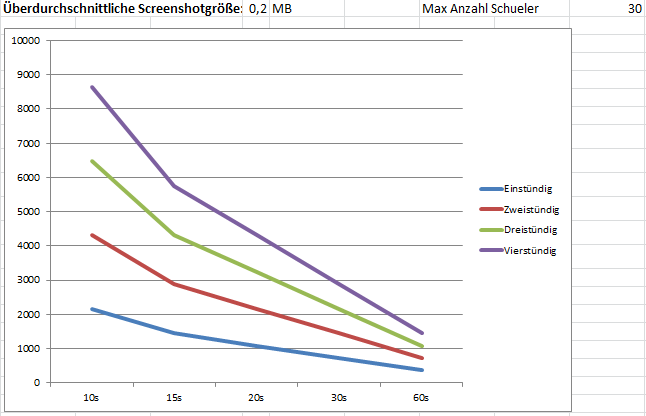 Überdurchschnittliche Screenshotgröße: 0,2 MB Max Anzahl Schueler 30
10000
9000
8000
7000
6000
5000
4000
3000
2000
1000
0
10s 15s 20s 30s 60s
Einstündig
Zweistündig
Dreistündig
Vierstündig